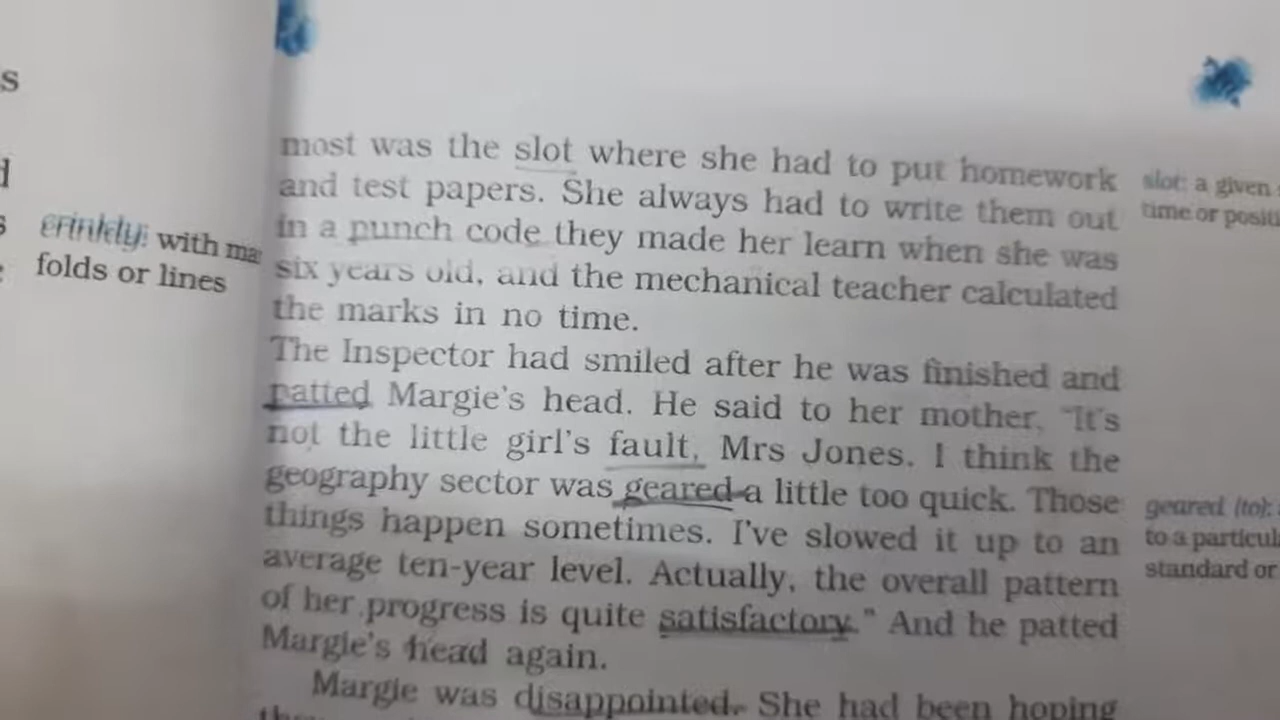 s
crinkly: with ma
folds or lines
most was the slot where she had to put homework
and test papers. She always had to write them out
in a punch code they made her learn when she was
six years old, and the mechanical teacher calculated
the marks in no time.
The Inspector had smiled after he was finished and
patted Margie's head. He said to her mother, "It's
not the little girl's fault, Mrs Jones. I think the
geography sector was geared a little too quick. Those
things happen sometimes. I've slowed it up to an
average ten-year level. Actually, the overall pattern
of her progress is quite satisfactory." And he patted
Margie's head again.
Margie was disappointed. She had been hoping
slot: a given
time or positi
geared (to):
to a particul
standard or